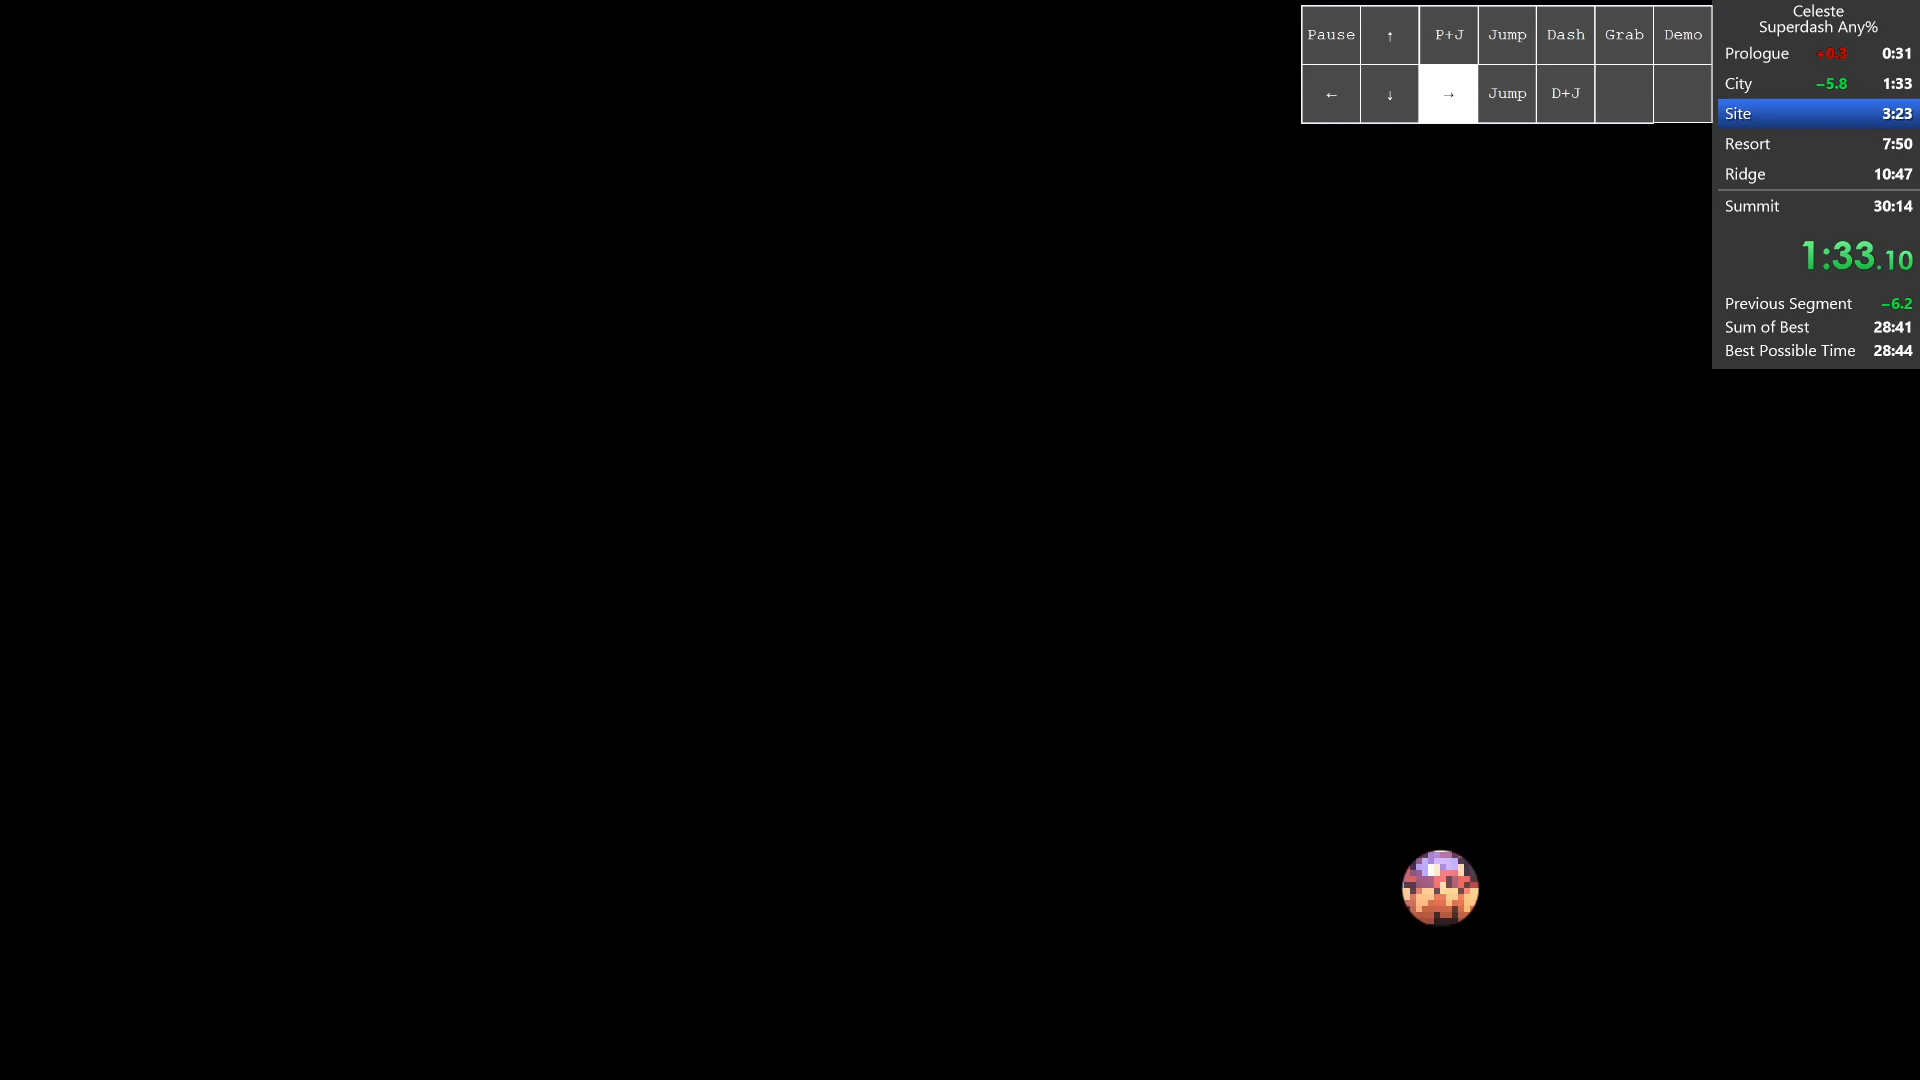 Pause ↑ P+J Jump Dash Grab Demo
← ↓ → Jump D+J
Celeste
Superdash Any%
Prologue +0.3 0:31
City −5.8 1:33
Site 3:23
Resort 7:50
Ridge 10:47
Summit 30:14
1:33.10
Previous Segment −6.2
Sum of Best 28:41
Best Possible Time 28:44